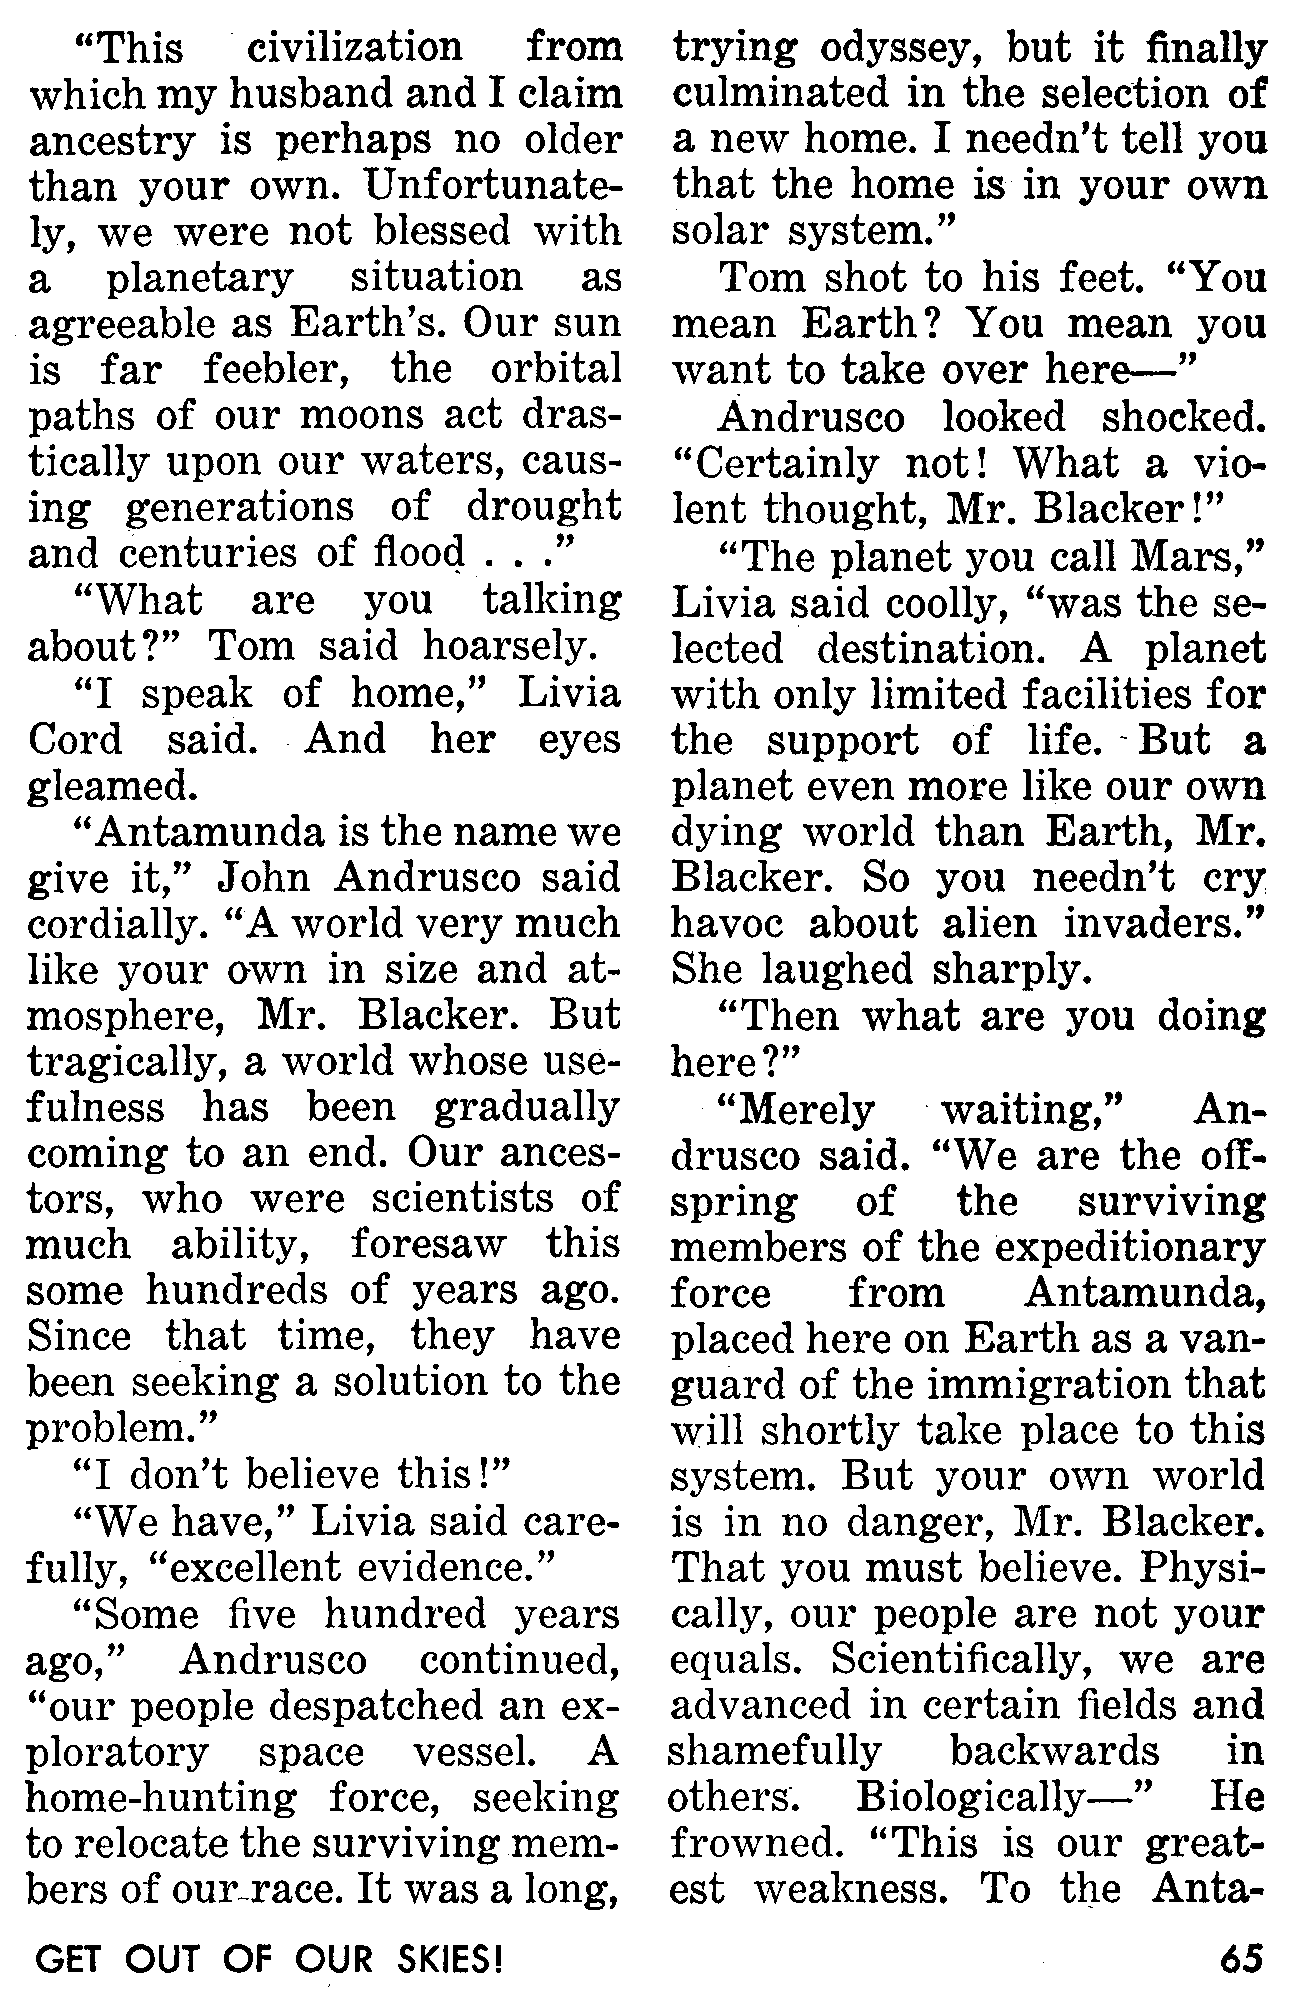 “This civilization from
which my husband and I claim
ancestry is perhaps no older
than your own. Unfortunate-
ly, we were not blessed with
a planetary situation as
agreeable as Earth’s. Our sun
is far feebler, the orbital
paths of our moons act dras-
tically upon our waters, caus-
ing generations of drought
and centuries of flood . . .”
“What are you talking
about?” Tom said hoarsely.
“I speak of home,” Livia
Cord said. And her eyes
gleamed.
“Antamunda is the name we
give it,” John Andrusco said
cordially. “A world very much
like your own in size and at-
mosphere, Mr. Blacker. But
tragically, a world whose use-
fulness has been gradually
coming to an end. Our ances-
tors, who were scientists of
much ability, foresaw this
some hundreds of years ago.
Since that time, they have
been seeking a solution to the
problem.”
“I don’t believe this!”
“We have,” Livia said care-
fully, “excellent evidence.”
“Some five hundred years
ago,” Andrusco continued,
“our people despatched an ex-
ploratory space vessel. A
home-hunting force, seeking
to relocate the surviving mem-
bers of our race. It was a long,
trying odyssey, but it finally
culminated in the selection of
a new home. I needn’t tell you
that the home is in your own
solar system.”
Tom shot to his feet. “You
mean Earth? You mean you
want to take over here—”
Andrusco looked shocked.
“Certainly not! What a vio-
lent thought, Mr. Blacker!”
“The planet you call Mars,”
Livia said coolly, “was the se-
lected destination. A planet
with only limited facilities for
the support of life. But a
planet even more like our own
dying world than Earth, Mr.
Blacker. So you needn’t cry
havoc about alien invaders.”
She laughed sharply.
“Then what are you doing
here?”
“Merely waiting,” An-
drusco said. “We are the off-
spring of the surviving
members of the expeditionary
force from Antamunda,
placed here on Earth as a van-
guard of the immigration that
will shortly take place to this
system. But your own world
is in no danger, Mr. Blacker.
That you must believe. Physi-
cally, our people are not your
equals. Scientifically, we are
advanced in certain fields and
shamefully backwards in
others. Biologically—” He
frowned. “This is our great-
est weakness. To the Anta-
GET OUT OF OUR SKIES! 65